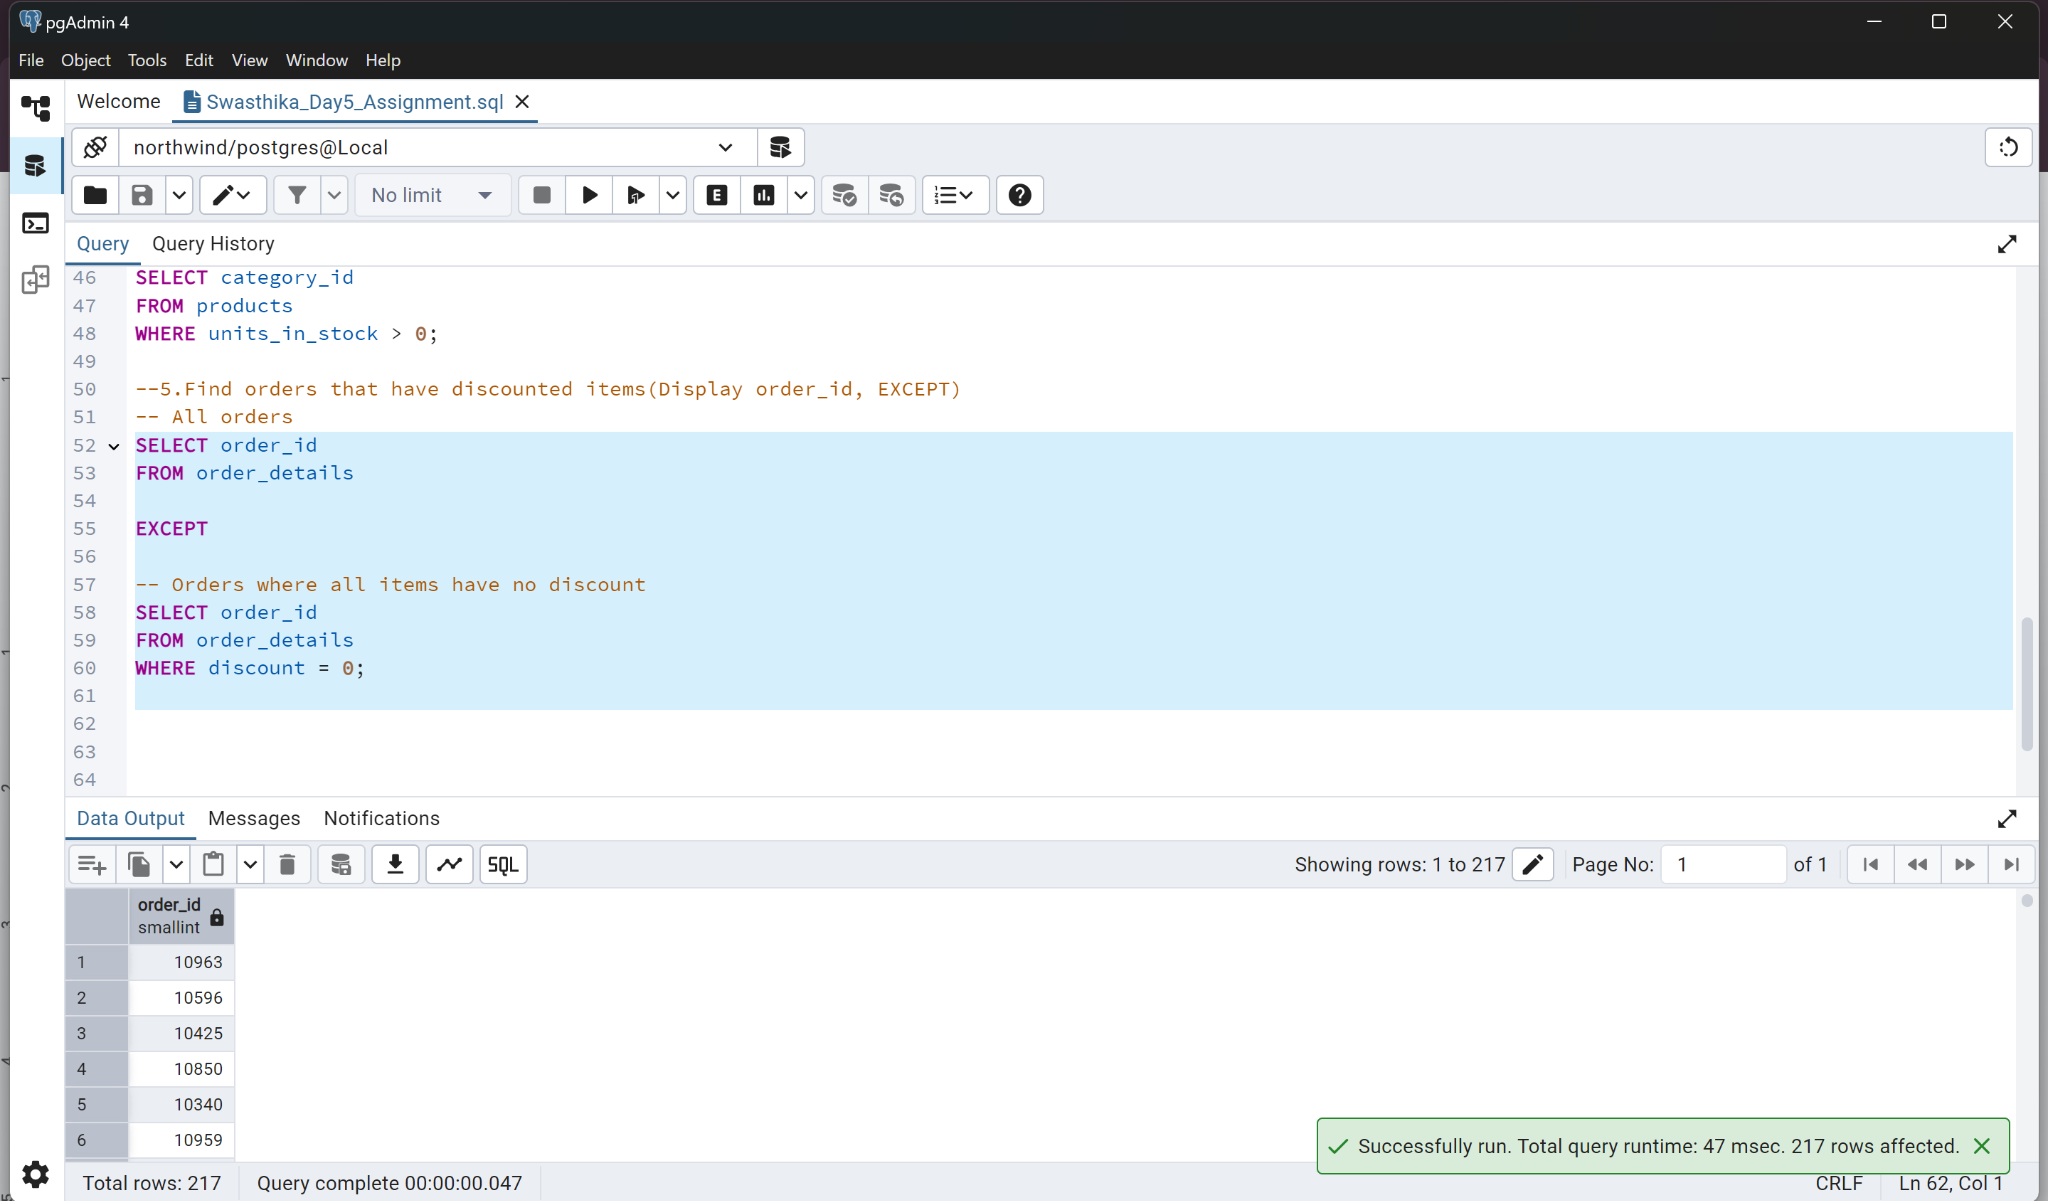 pgAdmin 4
File Object Tools Edit View Window Help
Welcome Swasthika_Day5_Assignment.sql
northwind/postgres@Local
No limit
E
Query Query History
46 SELECT category_id
47 FROM products
48 WHERE units_in_stock > 0;
49
50 --5.Find orders that have discounted items(Display order_id, EXCEPT)
51 -- All orders
52 SELECT order_id
53 FROM order_details
54
55 EXCEPT
56
57 -- Orders where all items have no discount
58 SELECT order_id
59 FROM order_details
60 WHERE discount = 0;
61
62
63
64
Data Output Messages Notifications
SQL Showing rows: 1 to 217 Page No: 1 of 1
order_id
smallint
1 10963
2 10596
3 10425
4 10850
5 10340
6 10959
Successfully run. Total query runtime: 47 msec. 217 rows affected.
Total rows: 217 Query complete 00:00:00.047 CRLF Ln 62, Col 1